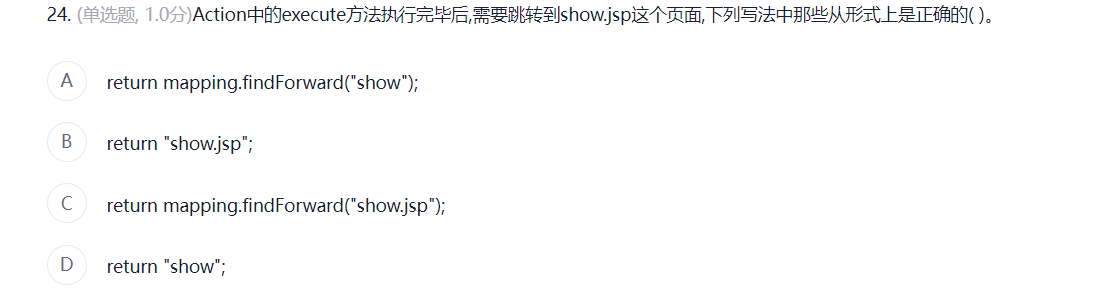 24. (单选题, 1.0分)Action中的execute方法执行完毕后,需要跳转到show.jsp这个页面,下列写法中那些从形式上是正确的( )。
A return mapping.findForward("show");
B return "show.jsp";
C return mapping.findForward("show.jsp");
D return "show";